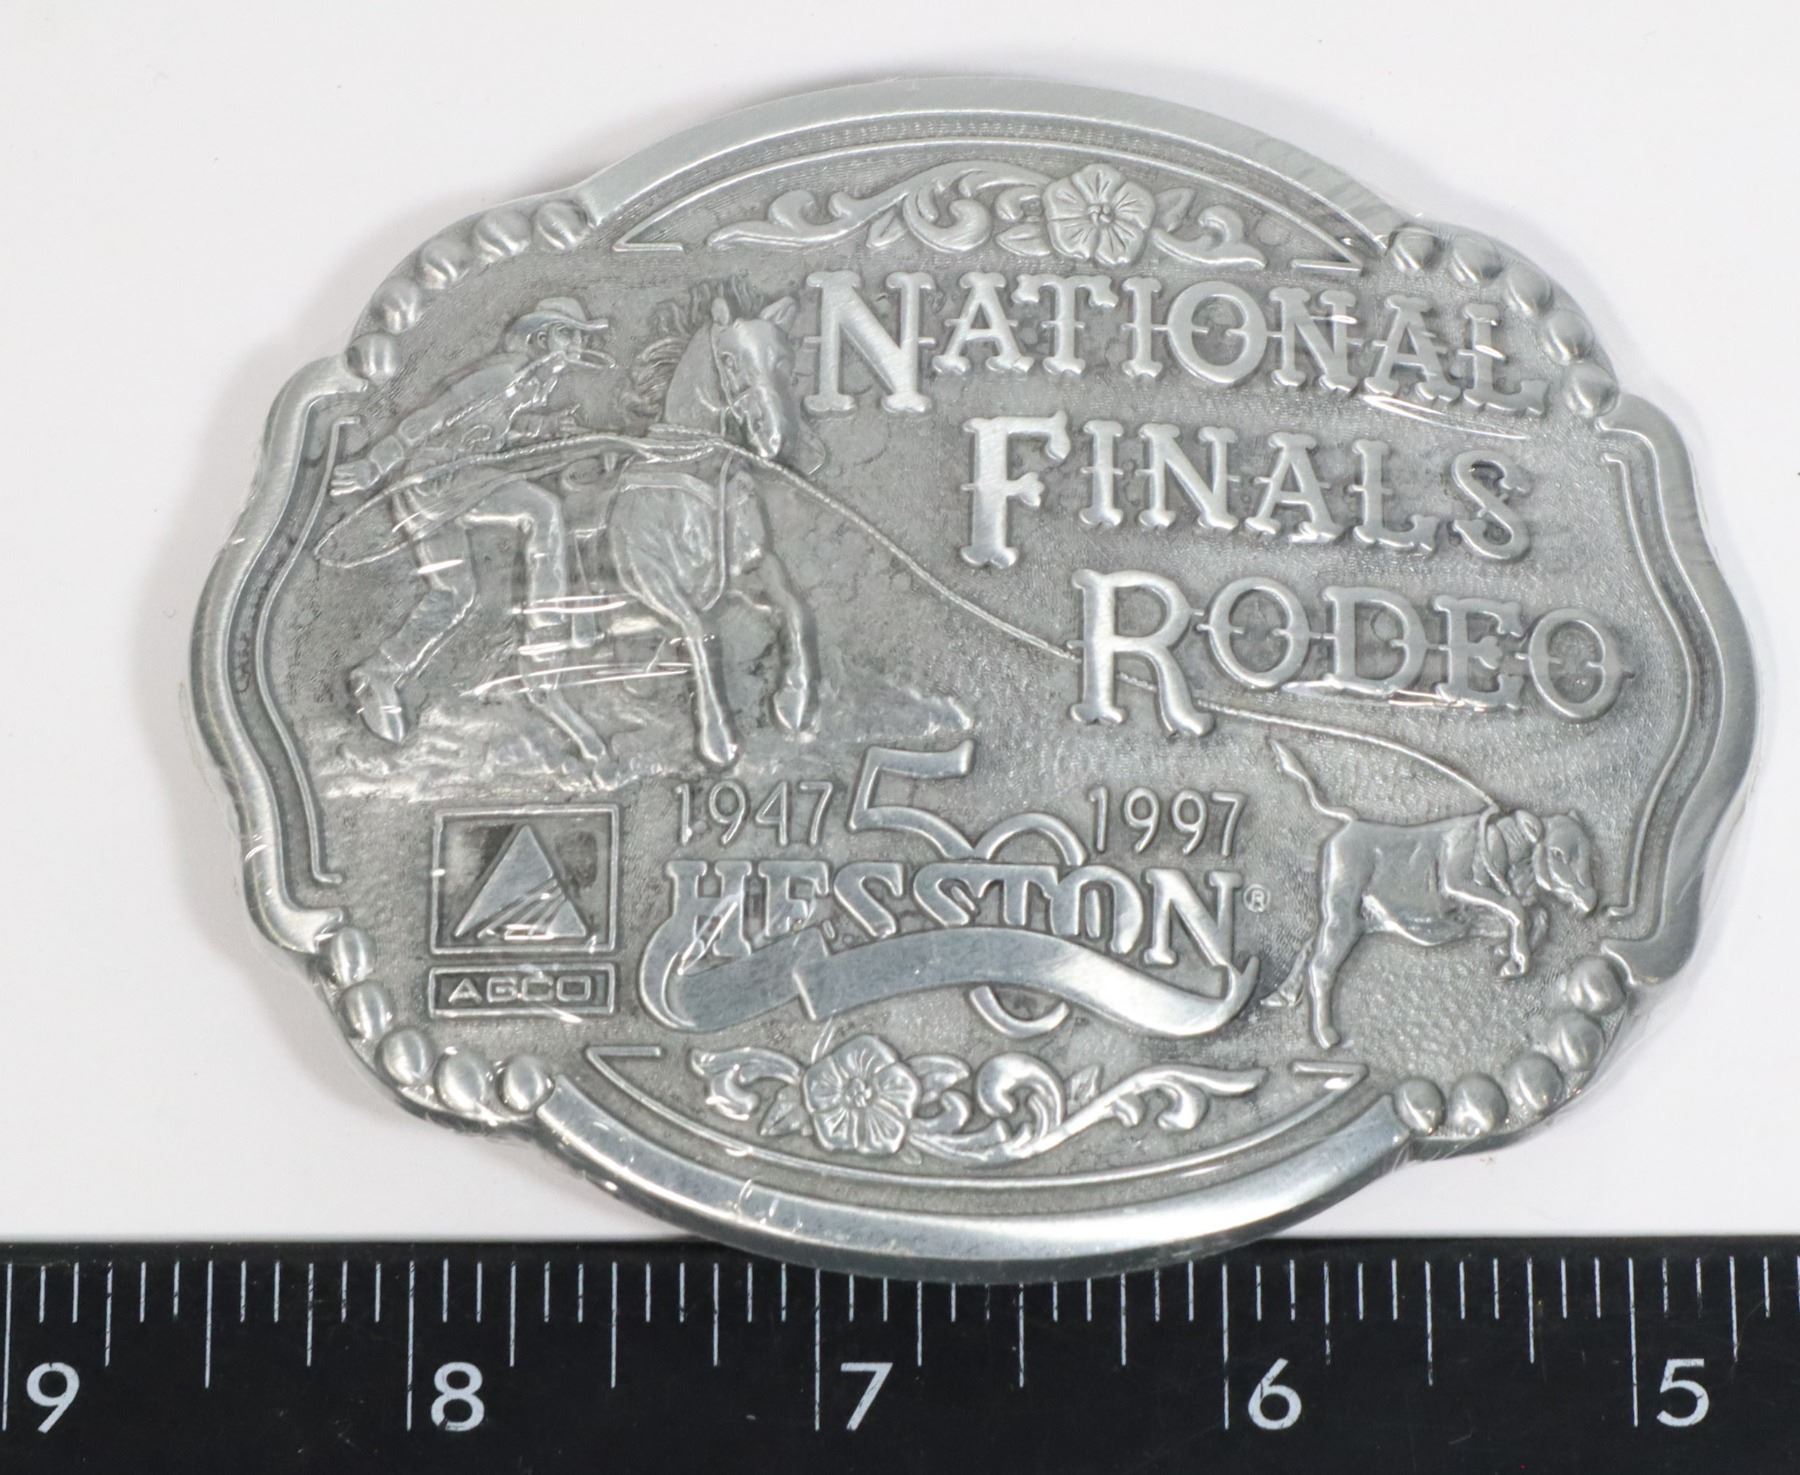 NATIONAL
FINALS
RODEO
1947 50 1997
HESSTON®
AGCO
9 8 7 6 5